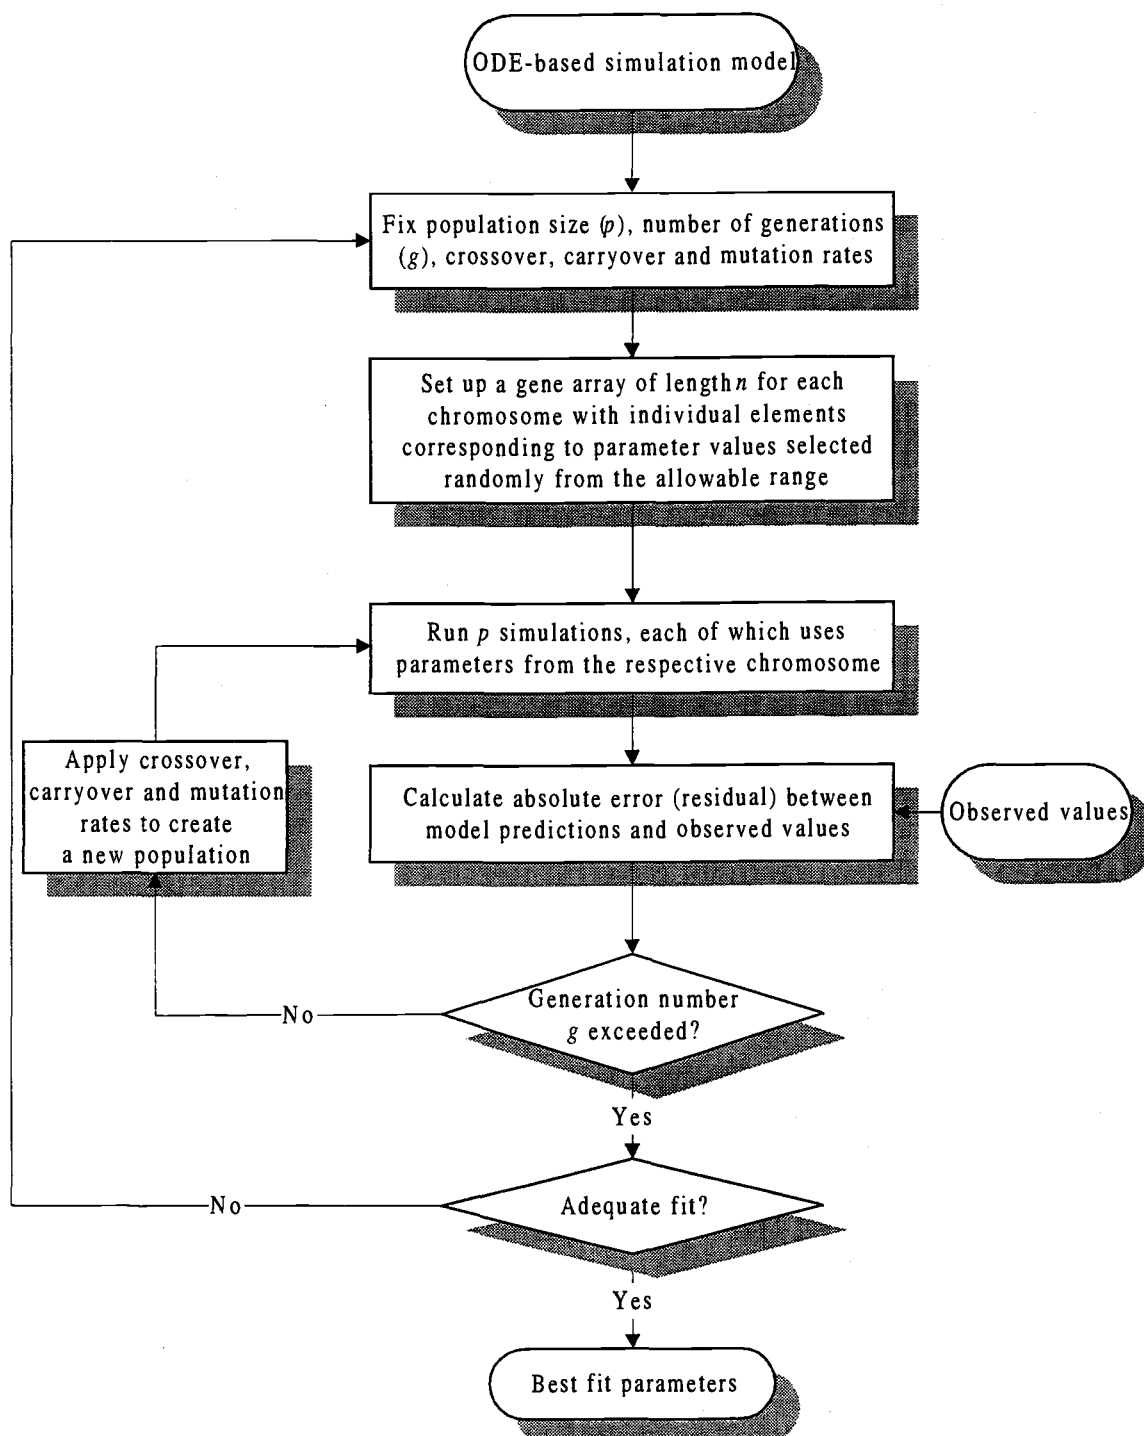 ODE-based simulation model
Fix population size (p), number of generations
(g), crossover, carryover and mutation rates
Set up a gene array of length n for each
chromosome with individual elements
corresponding to parameter values selected
randomly from the allowable range
Run p simulations, each of which uses
parameters from the respective chromosome
Apply crossover,
carryover and mutation
rates to create
a new population
Calculate absolute error (residual) between
model predictions and observed values
Observed values
Generation number
g exceeded?
No
Yes
Adequate fit?
No
Yes
Best fit parameters